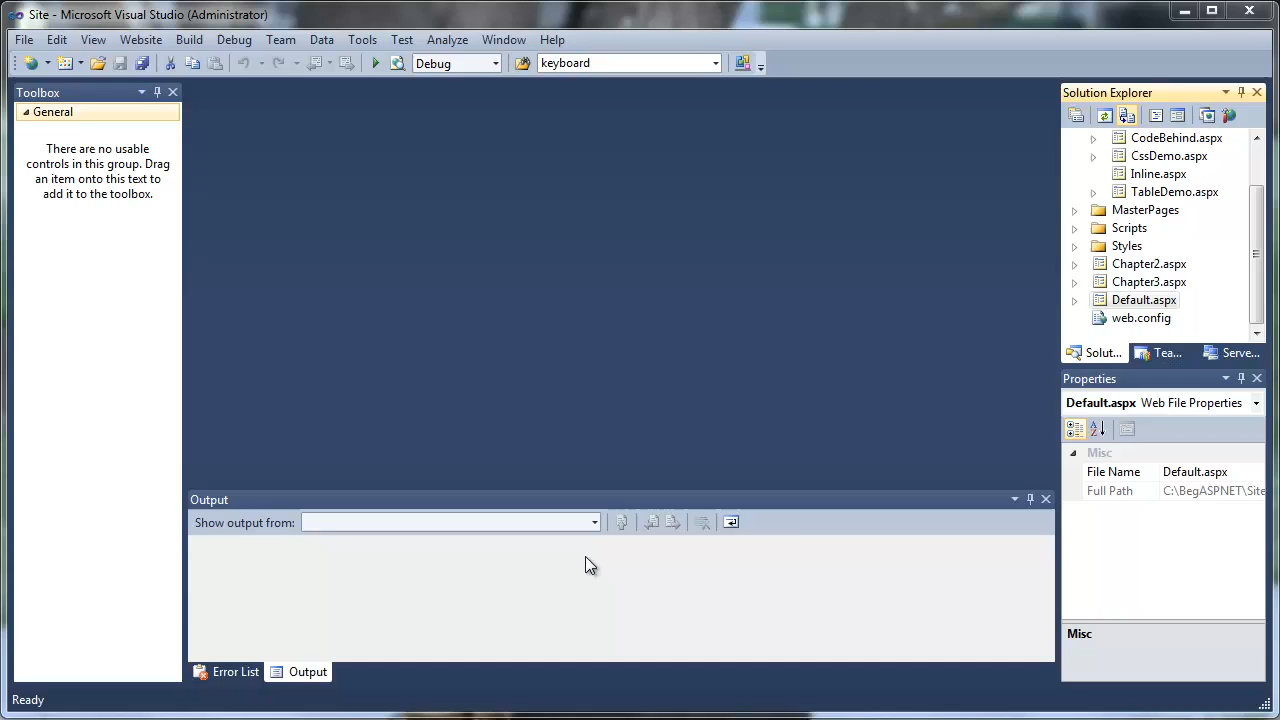 Site - Microsoft Visual Studio (Administrator)
File Edit View Website Build Debug Team Data Tools Test Analyze Window Help
Debug keyboard
Toolbox
General
There are no usable
controls in this group. Drag
an item onto this text to
add it to the toolbox.
Solution Explorer
CodeBehind.aspx
CssDemo.aspx
Inline.aspx
TableDemo.aspx
MasterPages
Scripts
Styles
Chapter2.aspx
Chapter3.aspx
Default.aspx
web.config
Solut... Tea... Serve...
Properties
Default.aspx Web File Properties
Misc
File Name Default.aspx
Full Path C:\BegASPNET\Site
Misc
Output
Show output from:
Error List Output
Ready